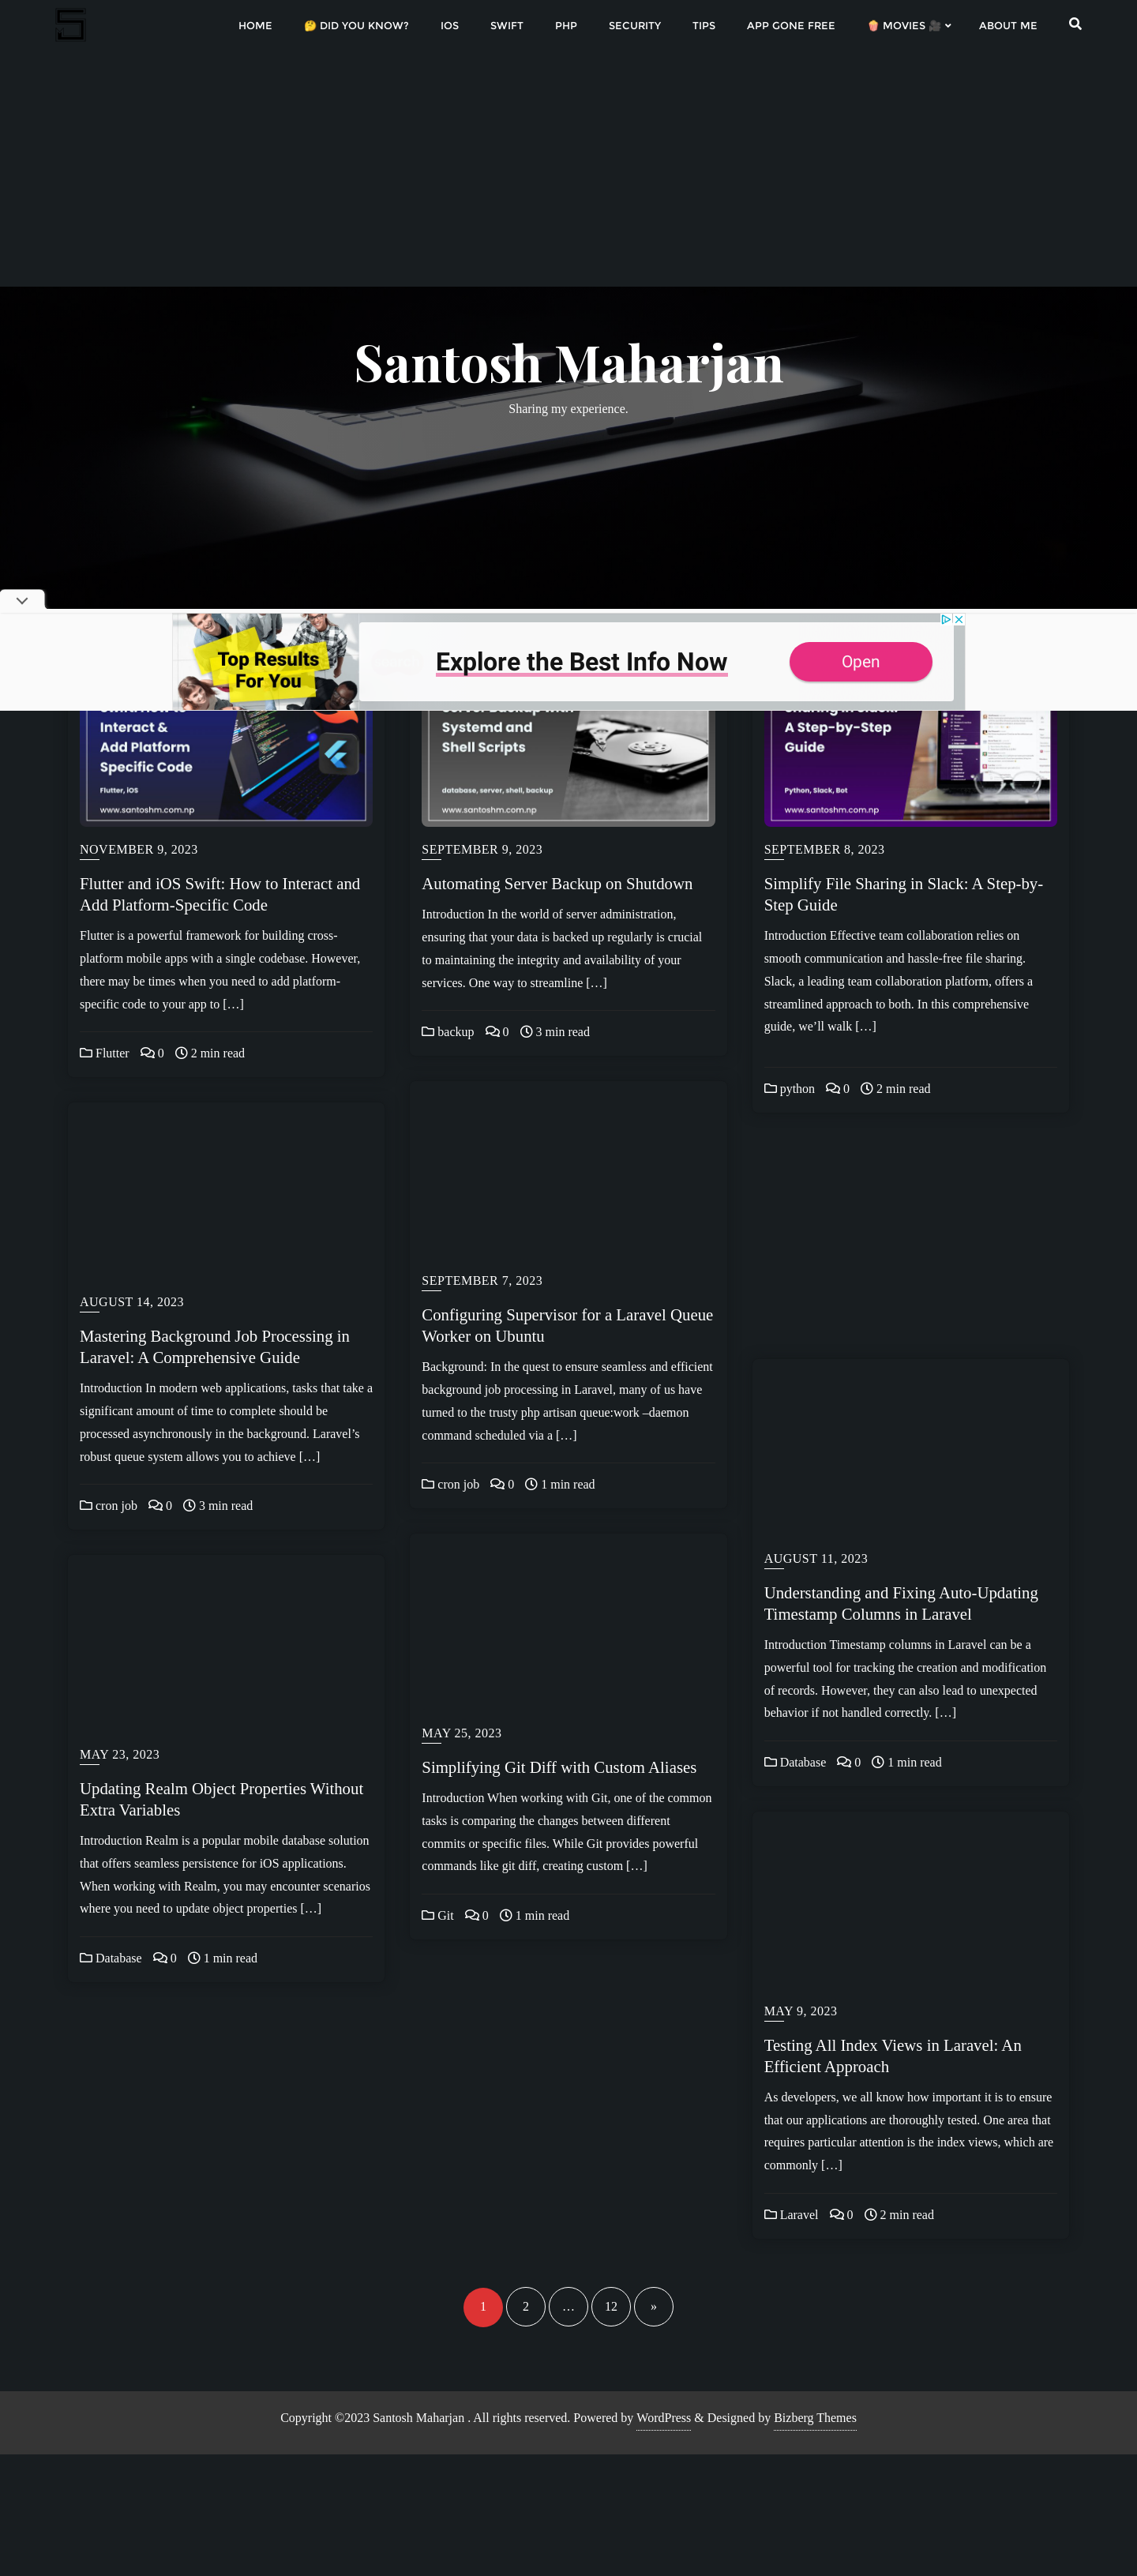 HOME 🤔 DID YOU KNOW? IOS SWIFT PHP SECURITY TIPS APP GONE FREE 🍿 MOVIES 🎥 ABOUT ME
Santosh Maharjan
Sharing my experience.
Top Results
For You
Explore the Best Info Now
Open
Interact &
Add Platform
Specific Code
Flutter, iOS
www.santoshm.com.np
Server Backup with
Systemd and
Shell Scripts
database, server, shell, backup
www.santoshm.com.np
Sharing in Slack:
A Step-by-Step
Guide
Python, Slack, Bot
www.santoshm.com.np
NOVEMBER 9, 2023
Flutter and iOS Swift: How to Interact and
Add Platform-Specific Code
Flutter is a powerful framework for building cross-
platform mobile apps with a single codebase. However,
there may be times when you need to add platform-
specific code to your app to […]
Flutter 0 2 min read
SEPTEMBER 9, 2023
Automating Server Backup on Shutdown
Introduction In the world of server administration,
ensuring that your data is backed up regularly is crucial
to maintaining the integrity and availability of your
services. One way to streamline […]
backup 0 3 min read
SEPTEMBER 8, 2023
Simplify File Sharing in Slack: A Step-by-
Step Guide
Introduction Effective team collaboration relies on
smooth communication and hassle-free file sharing.
Slack, a leading team collaboration platform, offers a
streamlined approach to both. In this comprehensive
guide, we’ll walk […]
python 0 2 min read
AUGUST 14, 2023
Mastering Background Job Processing in
Laravel: A Comprehensive Guide
Introduction In modern web applications, tasks that take a
significant amount of time to complete should be
processed asynchronously in the background. Laravel’s
robust queue system allows you to achieve […]
cron job 0 3 min read
SEPTEMBER 7, 2023
Configuring Supervisor for a Laravel Queue
Worker on Ubuntu
Background: In the quest to ensure seamless and efficient
background job processing in Laravel, many of us have
turned to the trusty php artisan queue:work –daemon
command scheduled via a […]
cron job 0 1 min read
AUGUST 11, 2023
Understanding and Fixing Auto-Updating
Timestamp Columns in Laravel
Introduction Timestamp columns in Laravel can be a
powerful tool for tracking the creation and modification
of records. However, they can also lead to unexpected
behavior if not handled correctly. […]
Database 0 1 min read
MAY 23, 2023
Updating Realm Object Properties Without
Extra Variables
Introduction Realm is a popular mobile database solution
that offers seamless persistence for iOS applications.
When working with Realm, you may encounter scenarios
where you need to update object properties […]
Database 0 1 min read
MAY 25, 2023
Simplifying Git Diff with Custom Aliases
Introduction When working with Git, one of the common
tasks is comparing the changes between different
commits or specific files. While Git provides powerful
commands like git diff, creating custom […]
Git 0 1 min read
MAY 9, 2023
Testing All Index Views in Laravel: An
Efficient Approach
As developers, we all know how important it is to ensure
that our applications are thoroughly tested. One area that
requires particular attention is the index views, which are
commonly […]
Laravel 0 2 min read
1 2 … 12 »
Copyright ©2023 Santosh Maharjan . All rights reserved. Powered by WordPress & Designed by Bizberg Themes